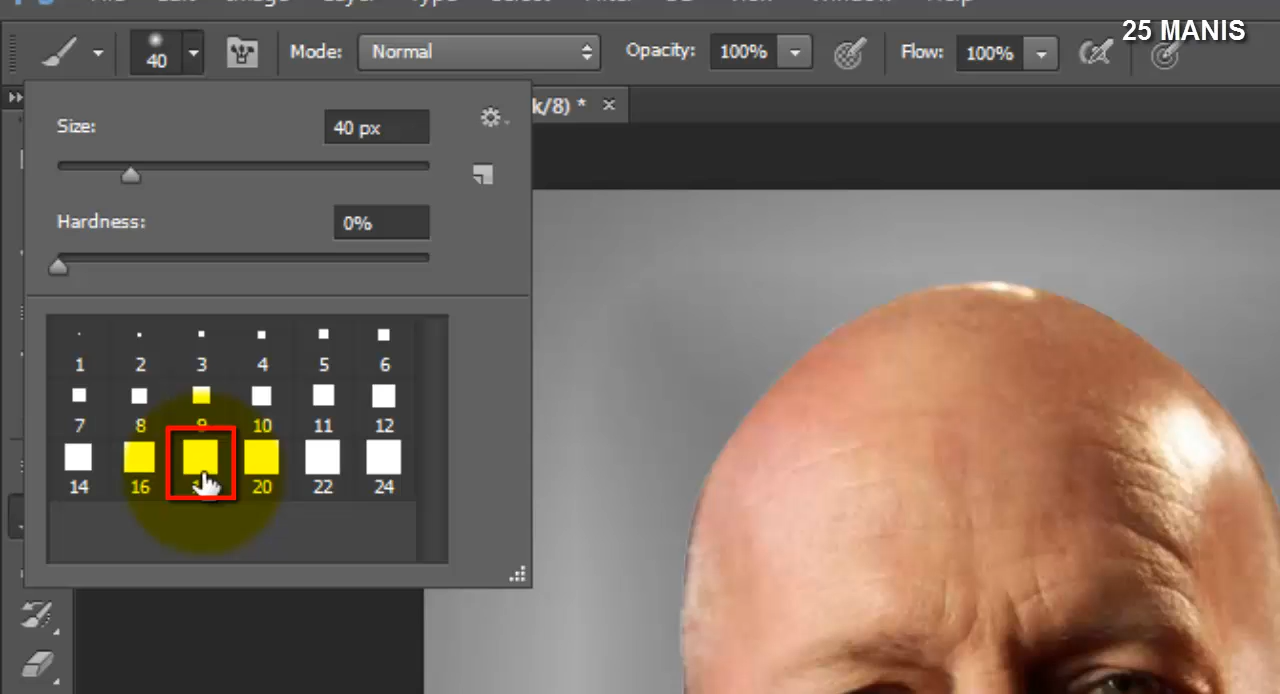 25 MANIS
40
Mode:
Normal
Opacity:
100%
Flow:
100%
k/8) *
Size:
40 px
Hardness:
0%
1 2 3 4 5 6
7 8 9 10 11 12
14 16 20 22 24